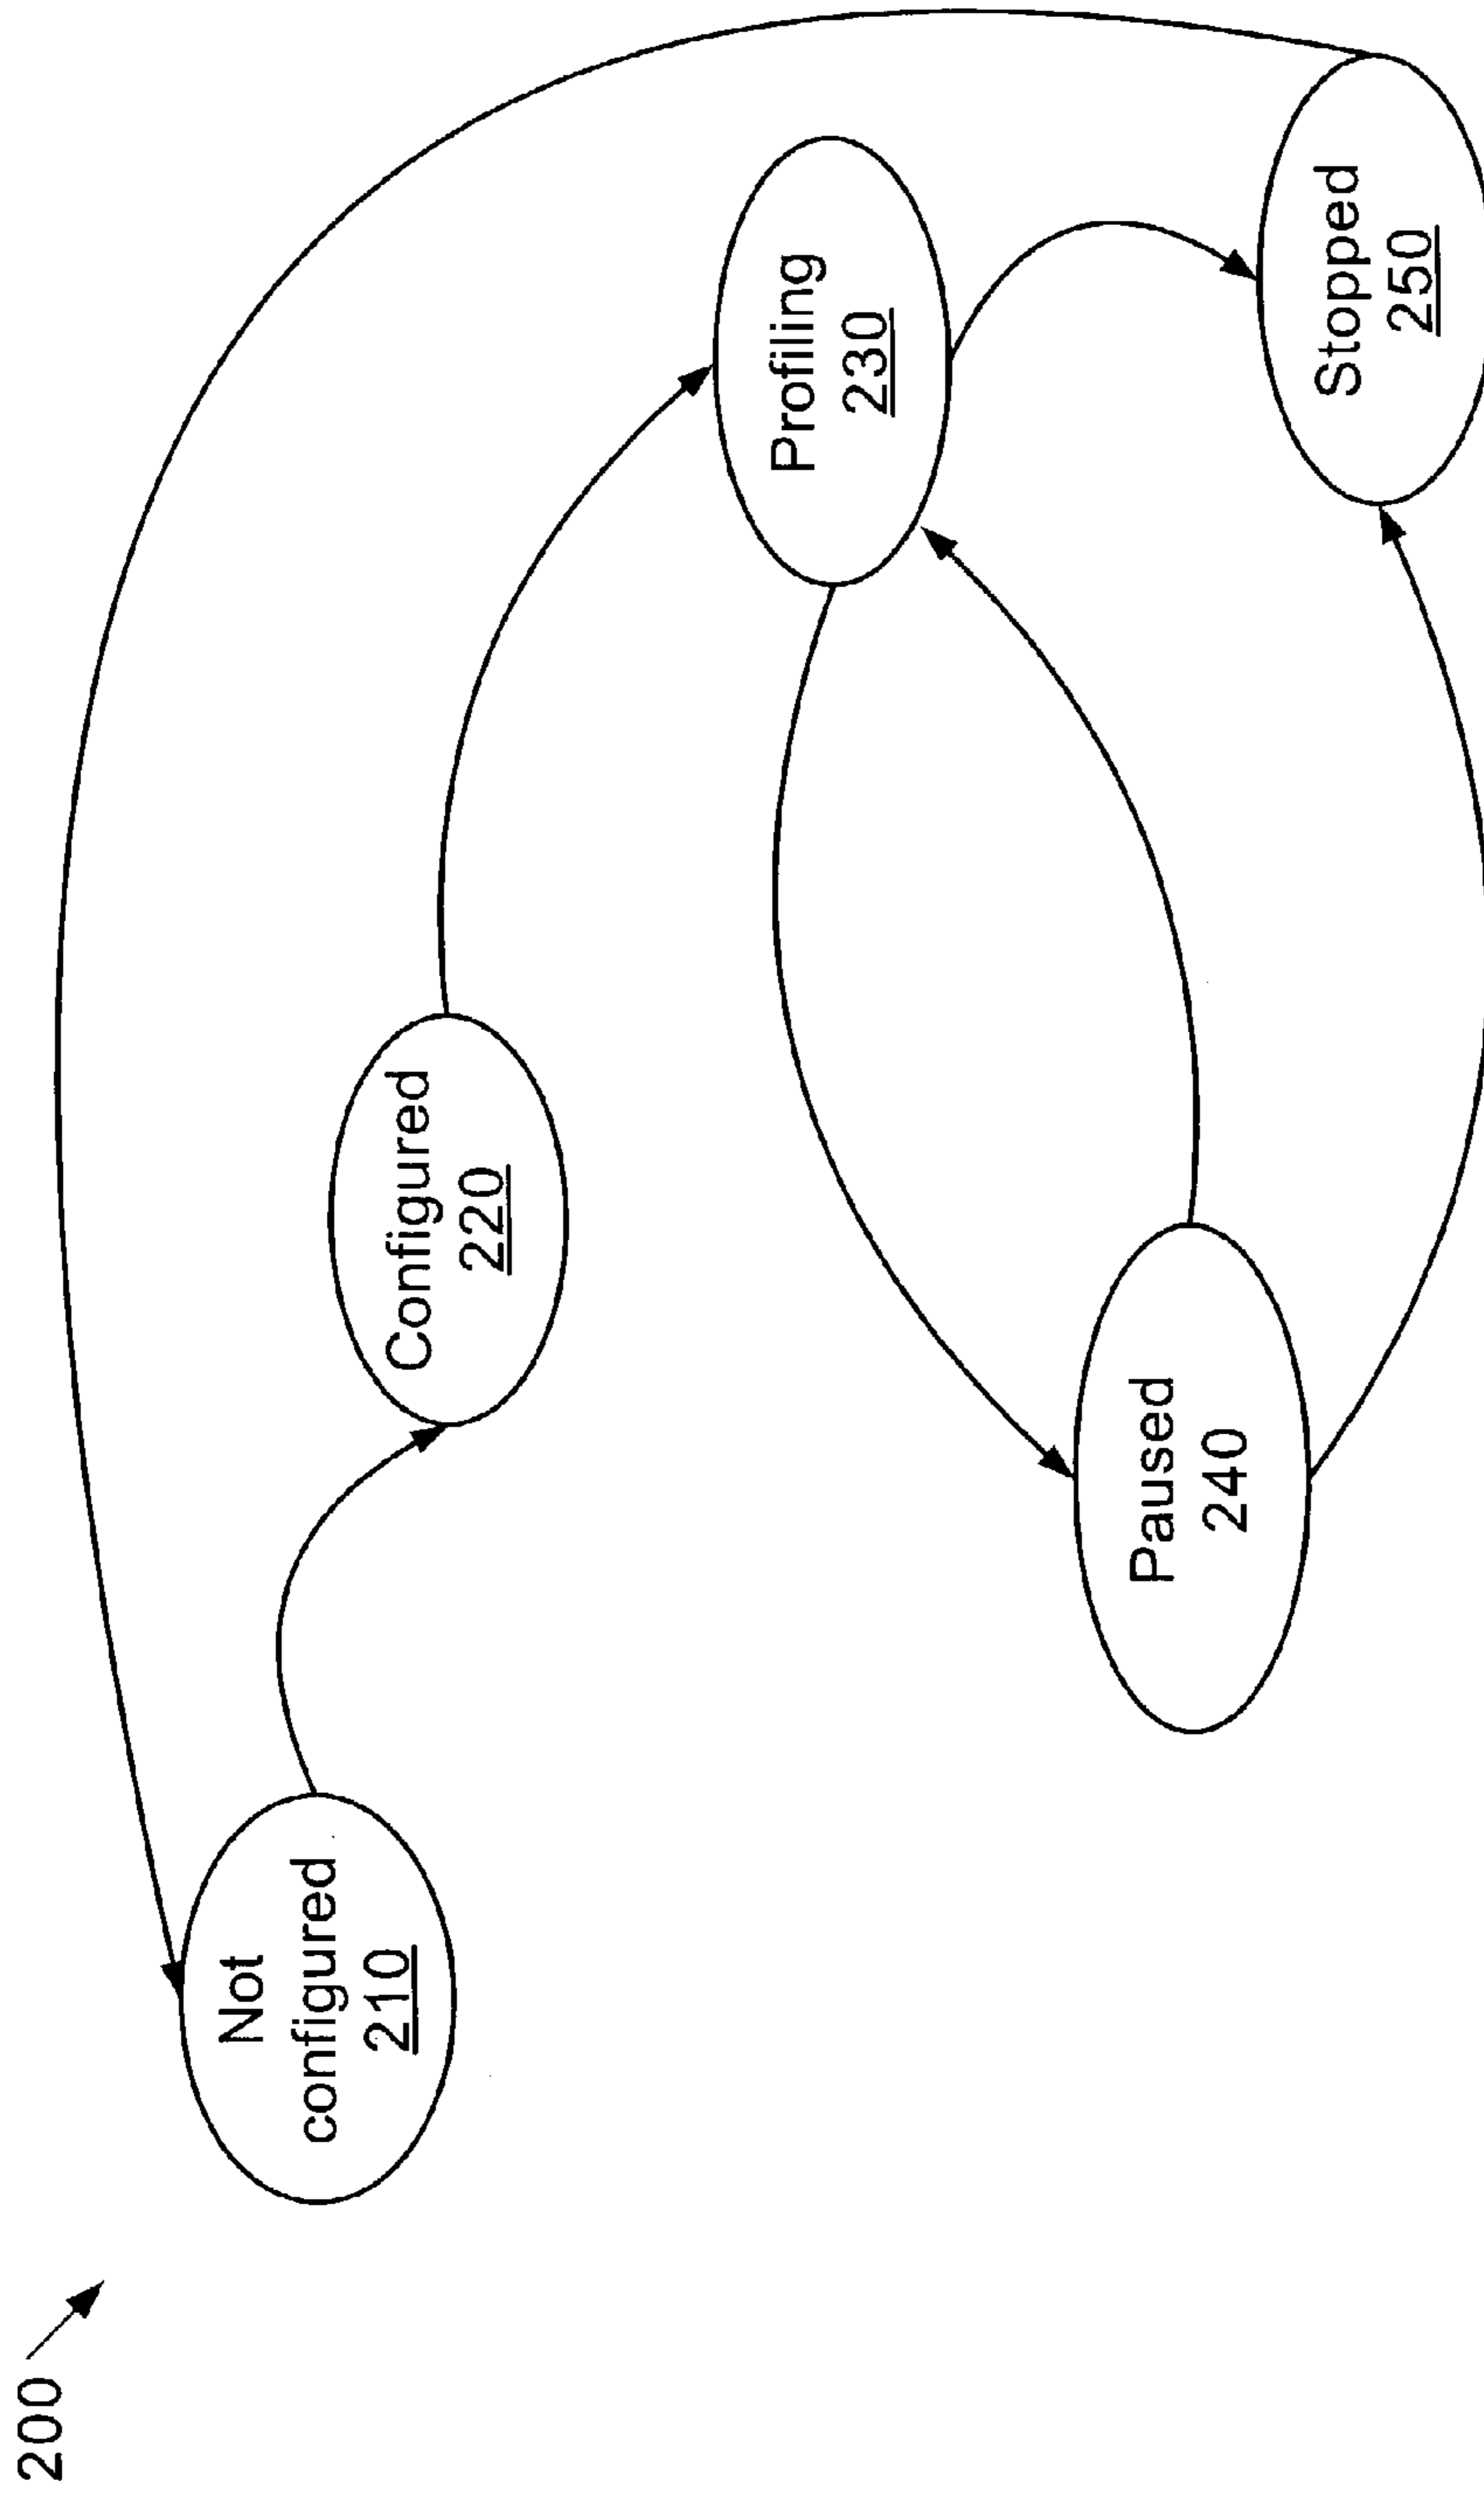 200
Not
configured
210
Configured
220
Profiling
230
Paused
240
Stopped
250